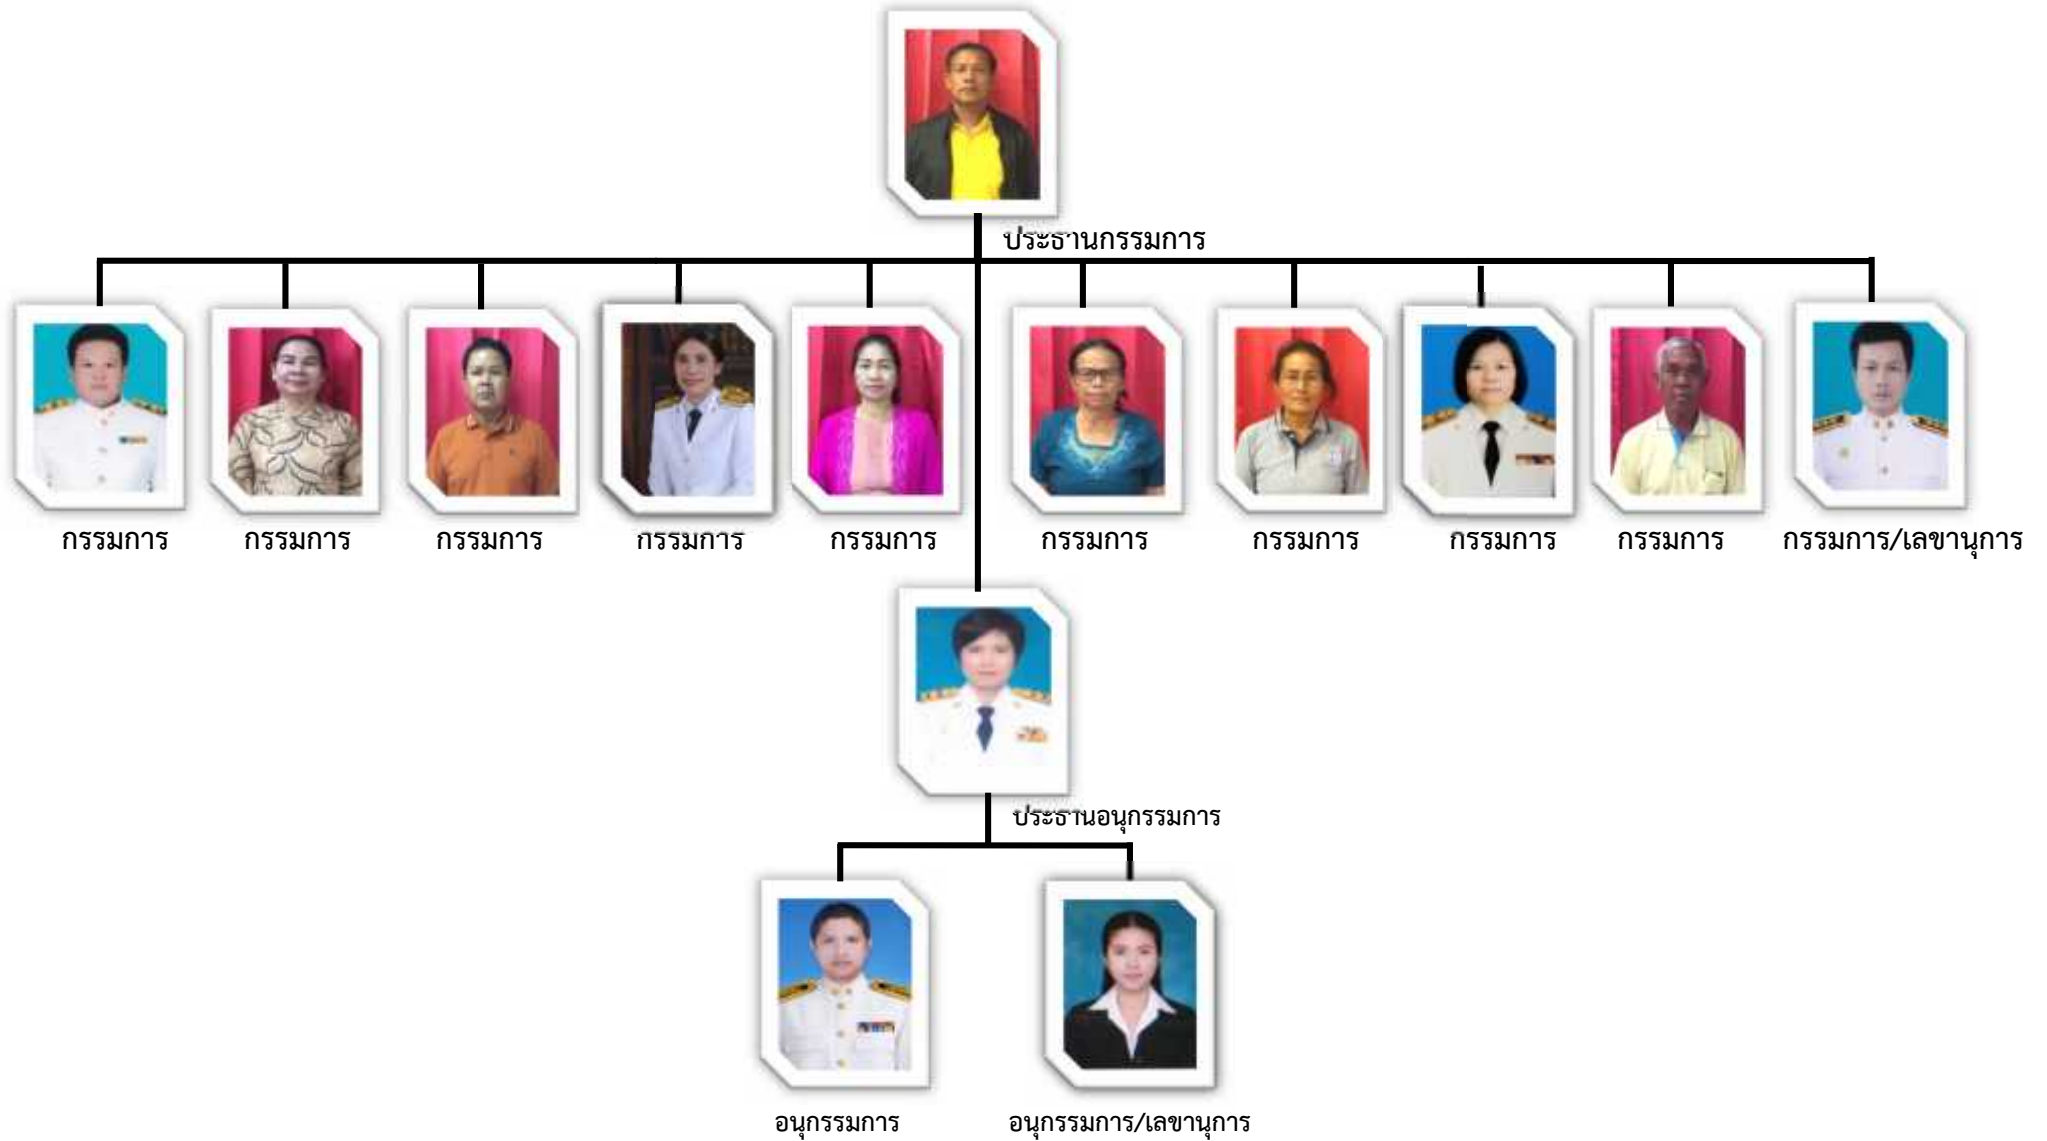 ประธานกรรมการ
กรรมการ
กรรมการ
กรรมการ
กรรมการ
กรรมการ
กรรมการ
กรรมการ
กรรมการ
กรรมการ
กรรมการ/เลขานุการ
ประธานอนุกรรมการ
อนุกรรมการ
อนุกรรมการ/เลขานุการ